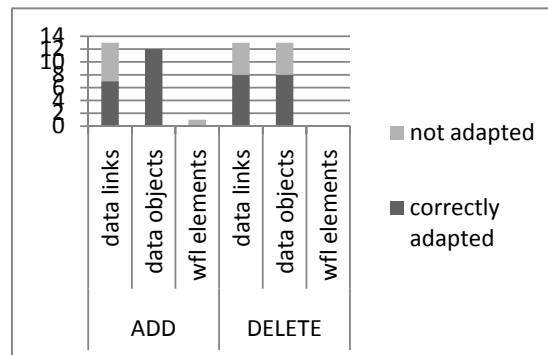 14
12
10
8
6
4
2
0
data links
data objects
wfl elements
data links
data objects
wfl elements
ADD
DELETE
not adapted
correctly
adapted